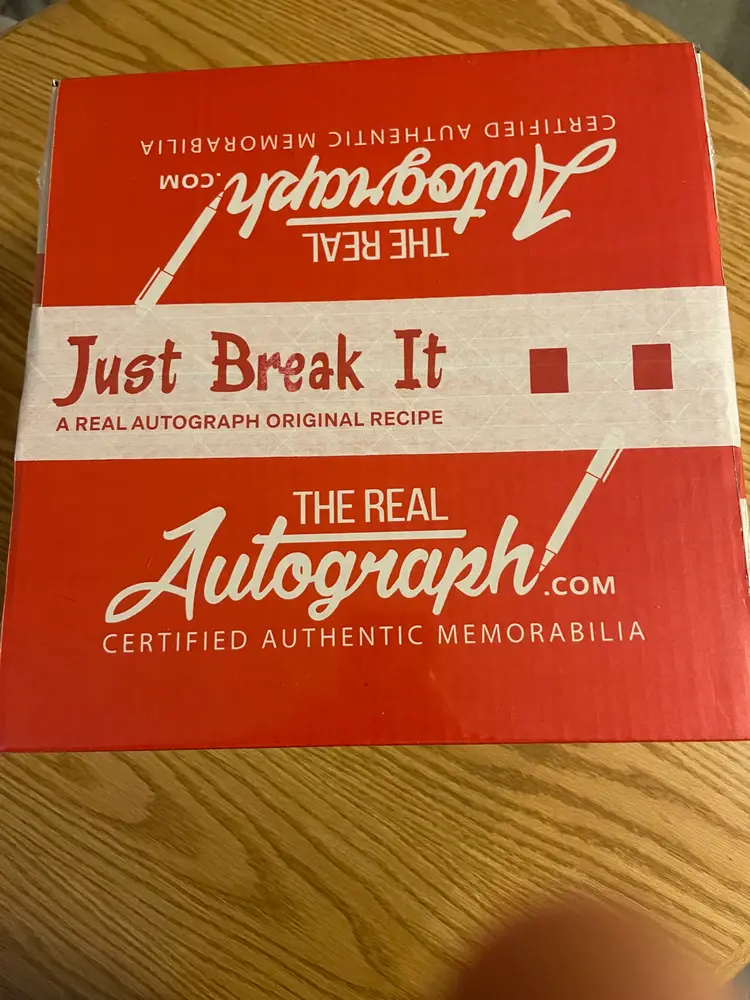 CERTIFIED AUTHENTIC MEMORABILIA
Autograph.COM
THE REAL
Just Break It
A REAL AUTOGRAPH ORIGINAL RECIPE
THE REAL
Autograph.COM
CERTIFIED AUTHENTIC MEMORABILIA